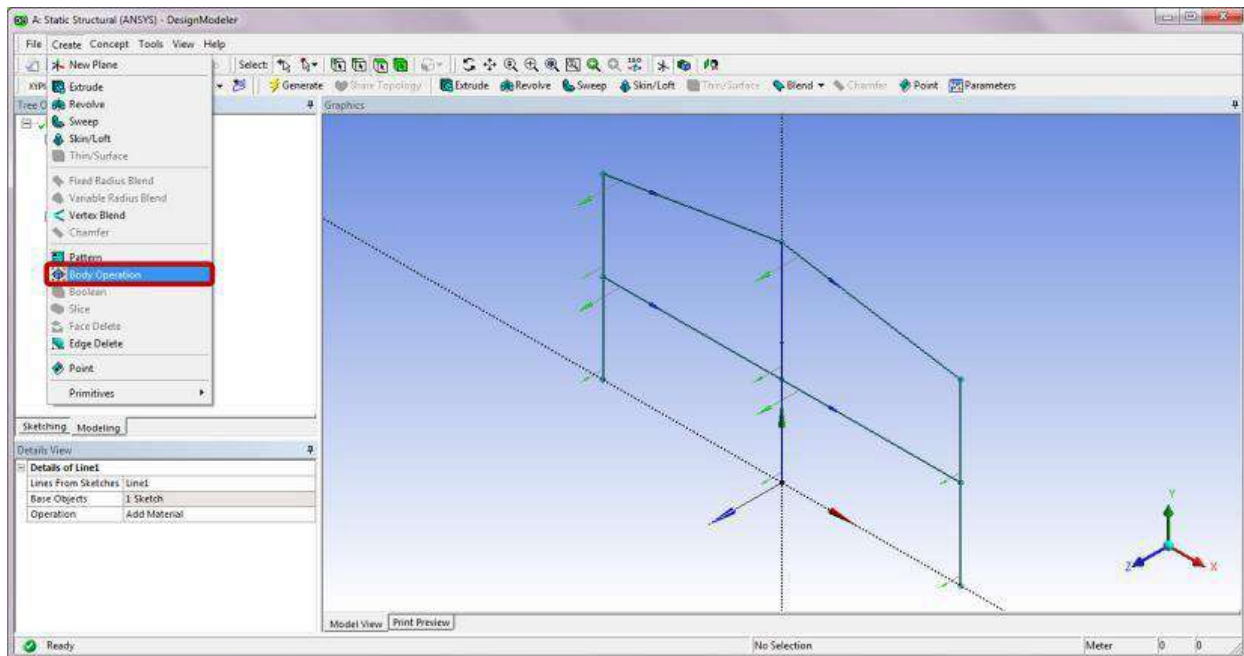 A: Static Structural (ANSYS) - DesignModeler
File Create Concept Tools View Help
New Plane
Select:
Extrude
Generate Share Topology Extrude Revolve Sweep Skin/Loft Thin/Surface Blend Chamfer Point Parameters
Revolve
Graphics
Sweep
Skin/Loft
Thin/Surface
Fixed Radius Blend
Variable Radius Blend
Vertex Blend
Chamfer
Pattern
Body Operation
Boolean
Slice
Face Delete
Edge Delete
Point
Primitives
Sketching Modeling
Details View
Details of Line1
Lines From Sketches Line1
Base Objects 1 Sketch
Operation Add Material
Y
Z
X
Model View Print Preview
Ready No Selection Meter 0 0